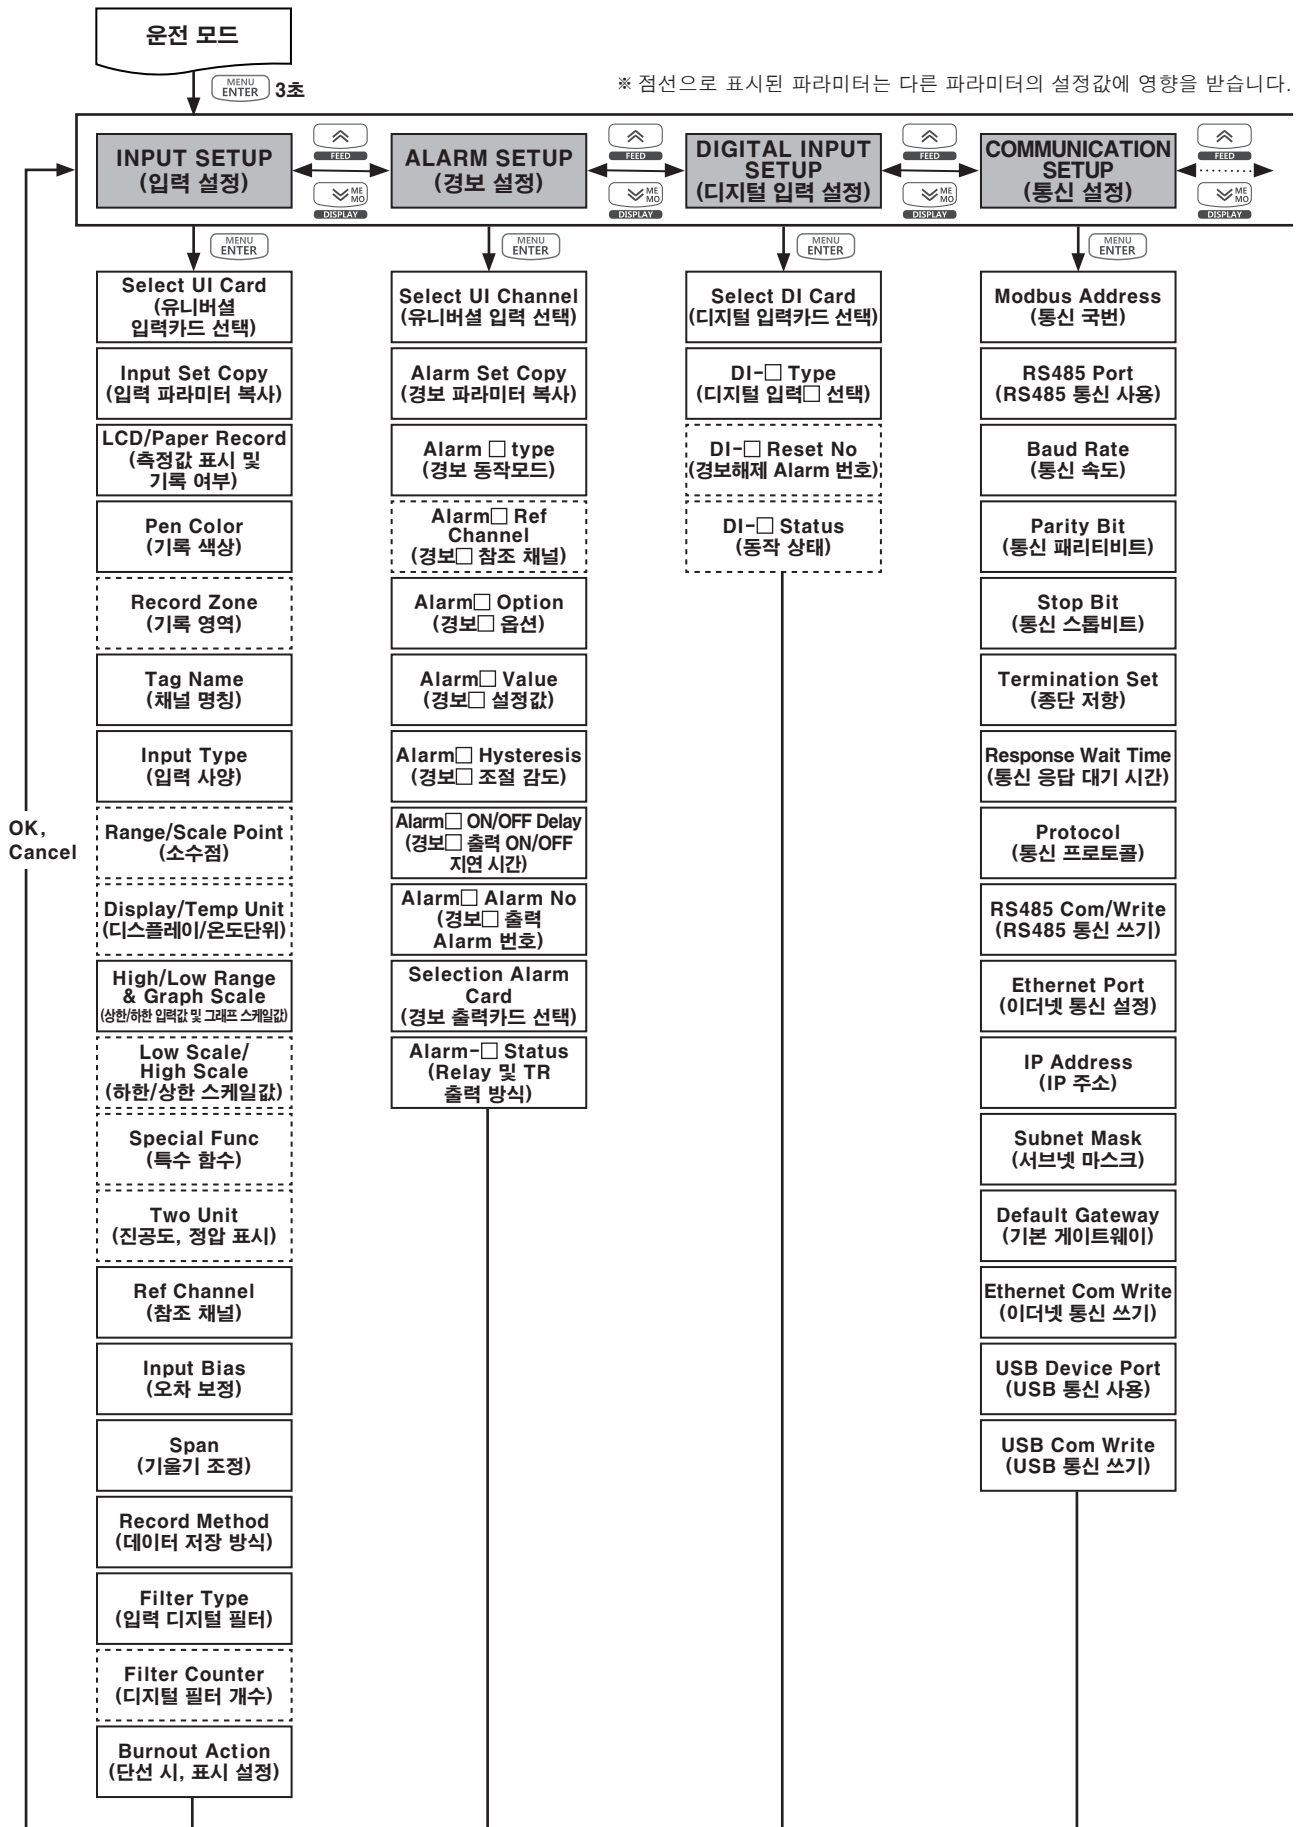 운전 모드
MENU
ENTER
3초
※ 점선으로 표시된 파라미터는 다른 파라미터의 설정값에 영향을 받습니다.
INPUT SETUP
(입력 설정)
FEED
ME
MO
DISPLAY
ALARM SETUP
(경보 설정)
FEED
ME
MO
DISPLAY
DIGITAL INPUT
SETUP
(디지털 입력 설정)
FEED
ME
MO
DISPLAY
COMMUNICATION
SETUP
(통신 설정)
FEED
ME
MO
DISPLAY
OK,
Cancel
MENU
ENTER
Select UI Card
(유니버셜
입력카드 선택)
Input Set Copy
(입력 파라미터 복사)
LCD/Paper Record
(측정값 표시 및
기록 여부)
Pen Color
(기록 색상)
Record Zone
(기록 영역)
Tag Name
(채널 명칭)
Input Type
(입력 사양)
Range/Scale Point
(소수점)
Display/Temp Unit
(디스플레이/온도단위)
High/Low Range
& Graph Scale
(상한/하한 입력값 및 그래프 스케일값)
Low Scale/
High Scale
(하한/상한 스케일값)
Special Func
(특수 함수)
Two Unit
(진공도, 정압 표시)
Ref Channel
(참조 채널)
Input Bias
(오차 보정)
Span
(기울기 조정)
Record Method
(데이터 저장 방식)
Filter Type
(입력 디지털 필터)
Filter Counter
(디지털 필터 개수)
Burnout Action
(단선 시, 표시 설정)
MENU
ENTER
Select UI Channel
(유니버셜 입력 선택)
Alarm Set Copy
(경보 파라미터 복사)
Alarm □ type
(경보 동작모드)
Alarm□ Ref
Channel
(경보□ 참조 채널)
Alarm□ Option
(경보□ 옵션)
Alarm□ Value
(경보□ 설정값)
Alarm□ Hysteresis
(경보□ 조절 감도)
Alarm□ ON/OFF Delay
(경보□ 출력 ON/OFF
지연 시간)
Alarm□ Alarm No
(경보□ 출력
Alarm 번호)
Selection Alarm
Card
(경보 출력카드 선택)
Alarm-□ Status
(Relay 및 TR
출력 방식)
MENU
ENTER
Select DI Card
(디지털 입력카드 선택)
DI-□ Type
(디지털 입력□ 선택)
DI-□ Reset No
(경보해제 Alarm 번호)
DI-□ Status
(동작 상태)
MENU
ENTER
Modbus Address
(통신 국번)
RS485 Port
(RS485 통신 사용)
Baud Rate
(통신 속도)
Parity Bit
(통신 패리티비트)
Stop Bit
(통신 스톱비트)
Termination Set
(종단 저항)
Response Wait Time
(통신 응답 대기 시간)
Protocol
(통신 프로토콜)
RS485 Com/Write
(RS485 통신 쓰기)
Ethernet Port
(이더넷 통신 설정)
IP Address
(IP 주소)
Subnet Mask
(서브넷 마스크)
Default Gateway
(기본 게이트웨이)
Ethernet Com Write
(이더넷 통신 쓰기)
USB Device Port
(USB 통신 사용)
USB Com Write
(USB 통신 쓰기)